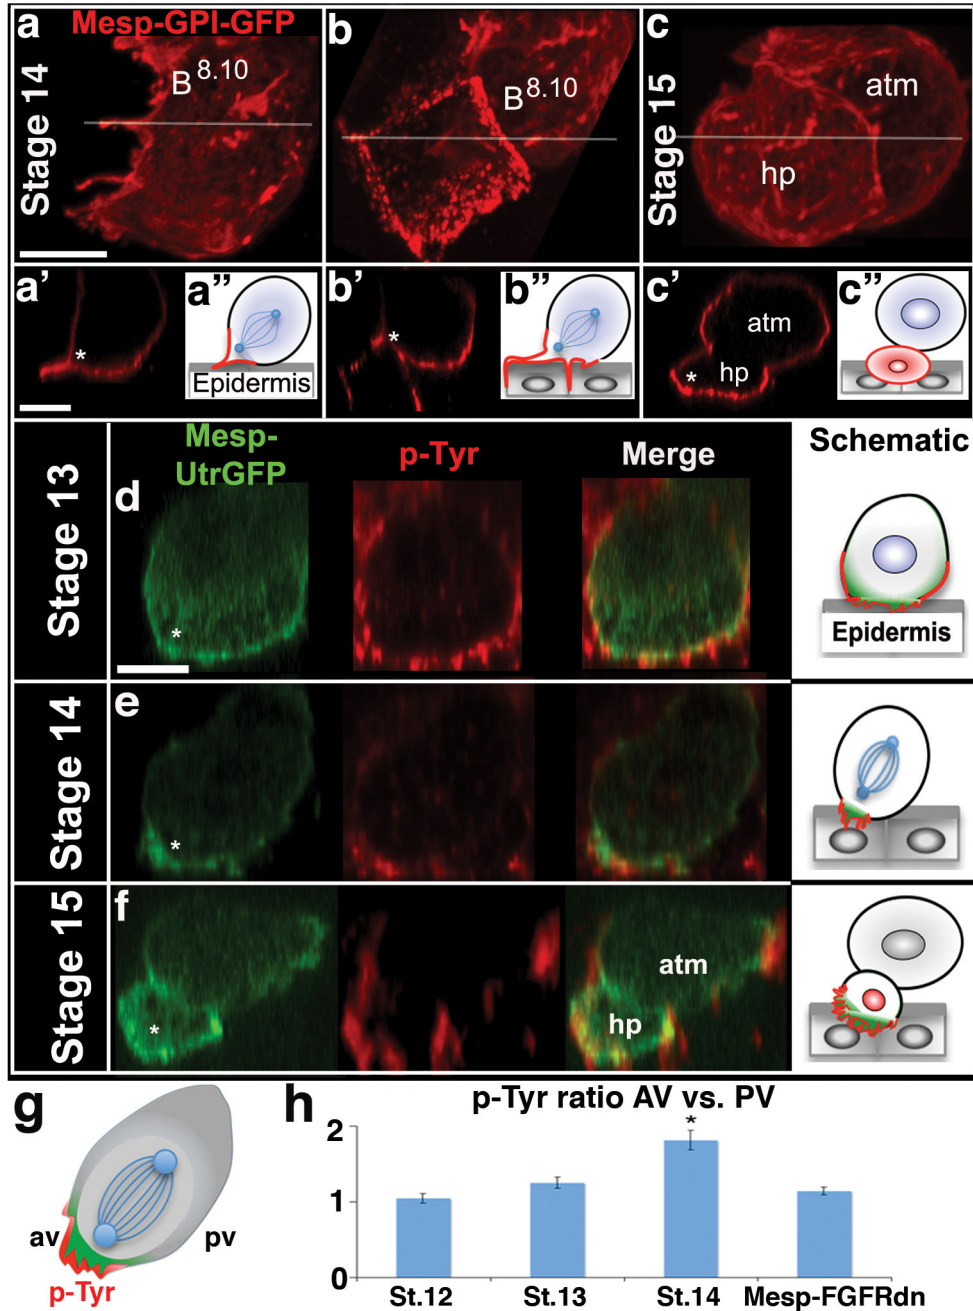 a Mesp-GPI-GFP b c
Stage 14
B8.10
B8.10
Stage 15
atm
hp
a' a" b' b" c' c"
*
Epidermis
*
atm
hp
*
Mesp-
UtrGFP
p-Tyr
Merge
Schematic
Stage 13
d
*
Epidermis
Stage 14
e
*
Stage 15
f
*
atm
hp
g
av
pv
p-Tyr
h
p-Tyr ratio AV vs. PV
2
*
1
0
St.12 St.13 St.14 Mesp-FGFRdn